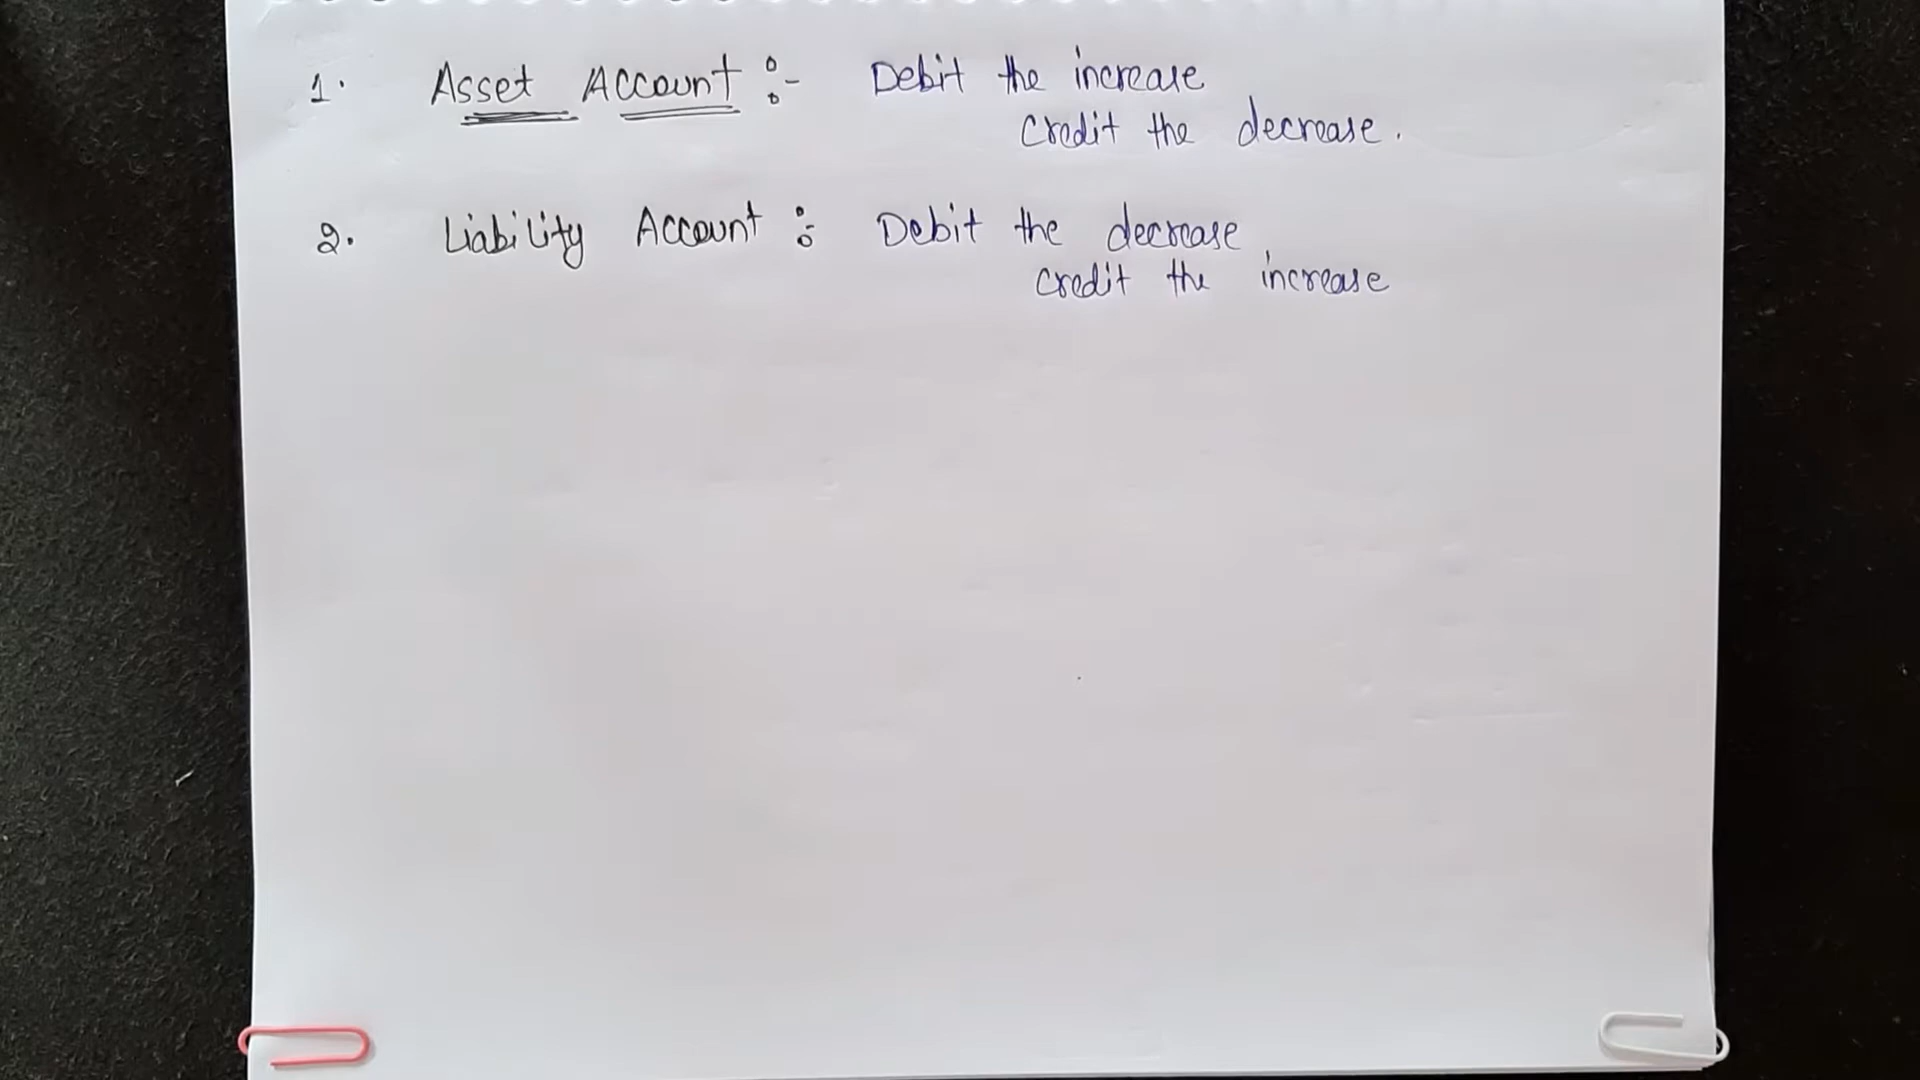 1. Asset Account :- Debit the increase
credit the decrease.
2. Liability Account :- Debit the decrease
credit the increase